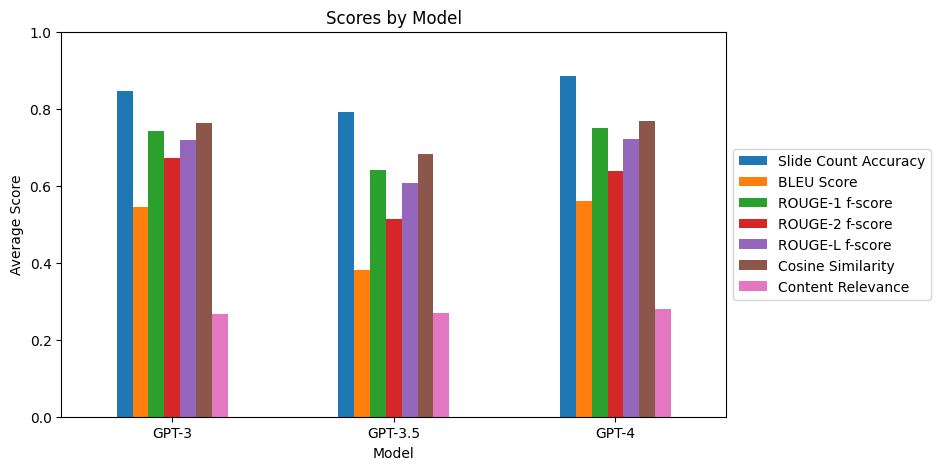 Scores by Model
1.0
0.8
0.6
0.4
0.2
0.0
Average Score
GPT-3
GPT-3.5
GPT-4
Model
Slide Count Accuracy
BLEU Score
ROUGE-1 f-score
ROUGE-2 f-score
ROUGE-L f-score
Cosine Similarity
Content Relevance